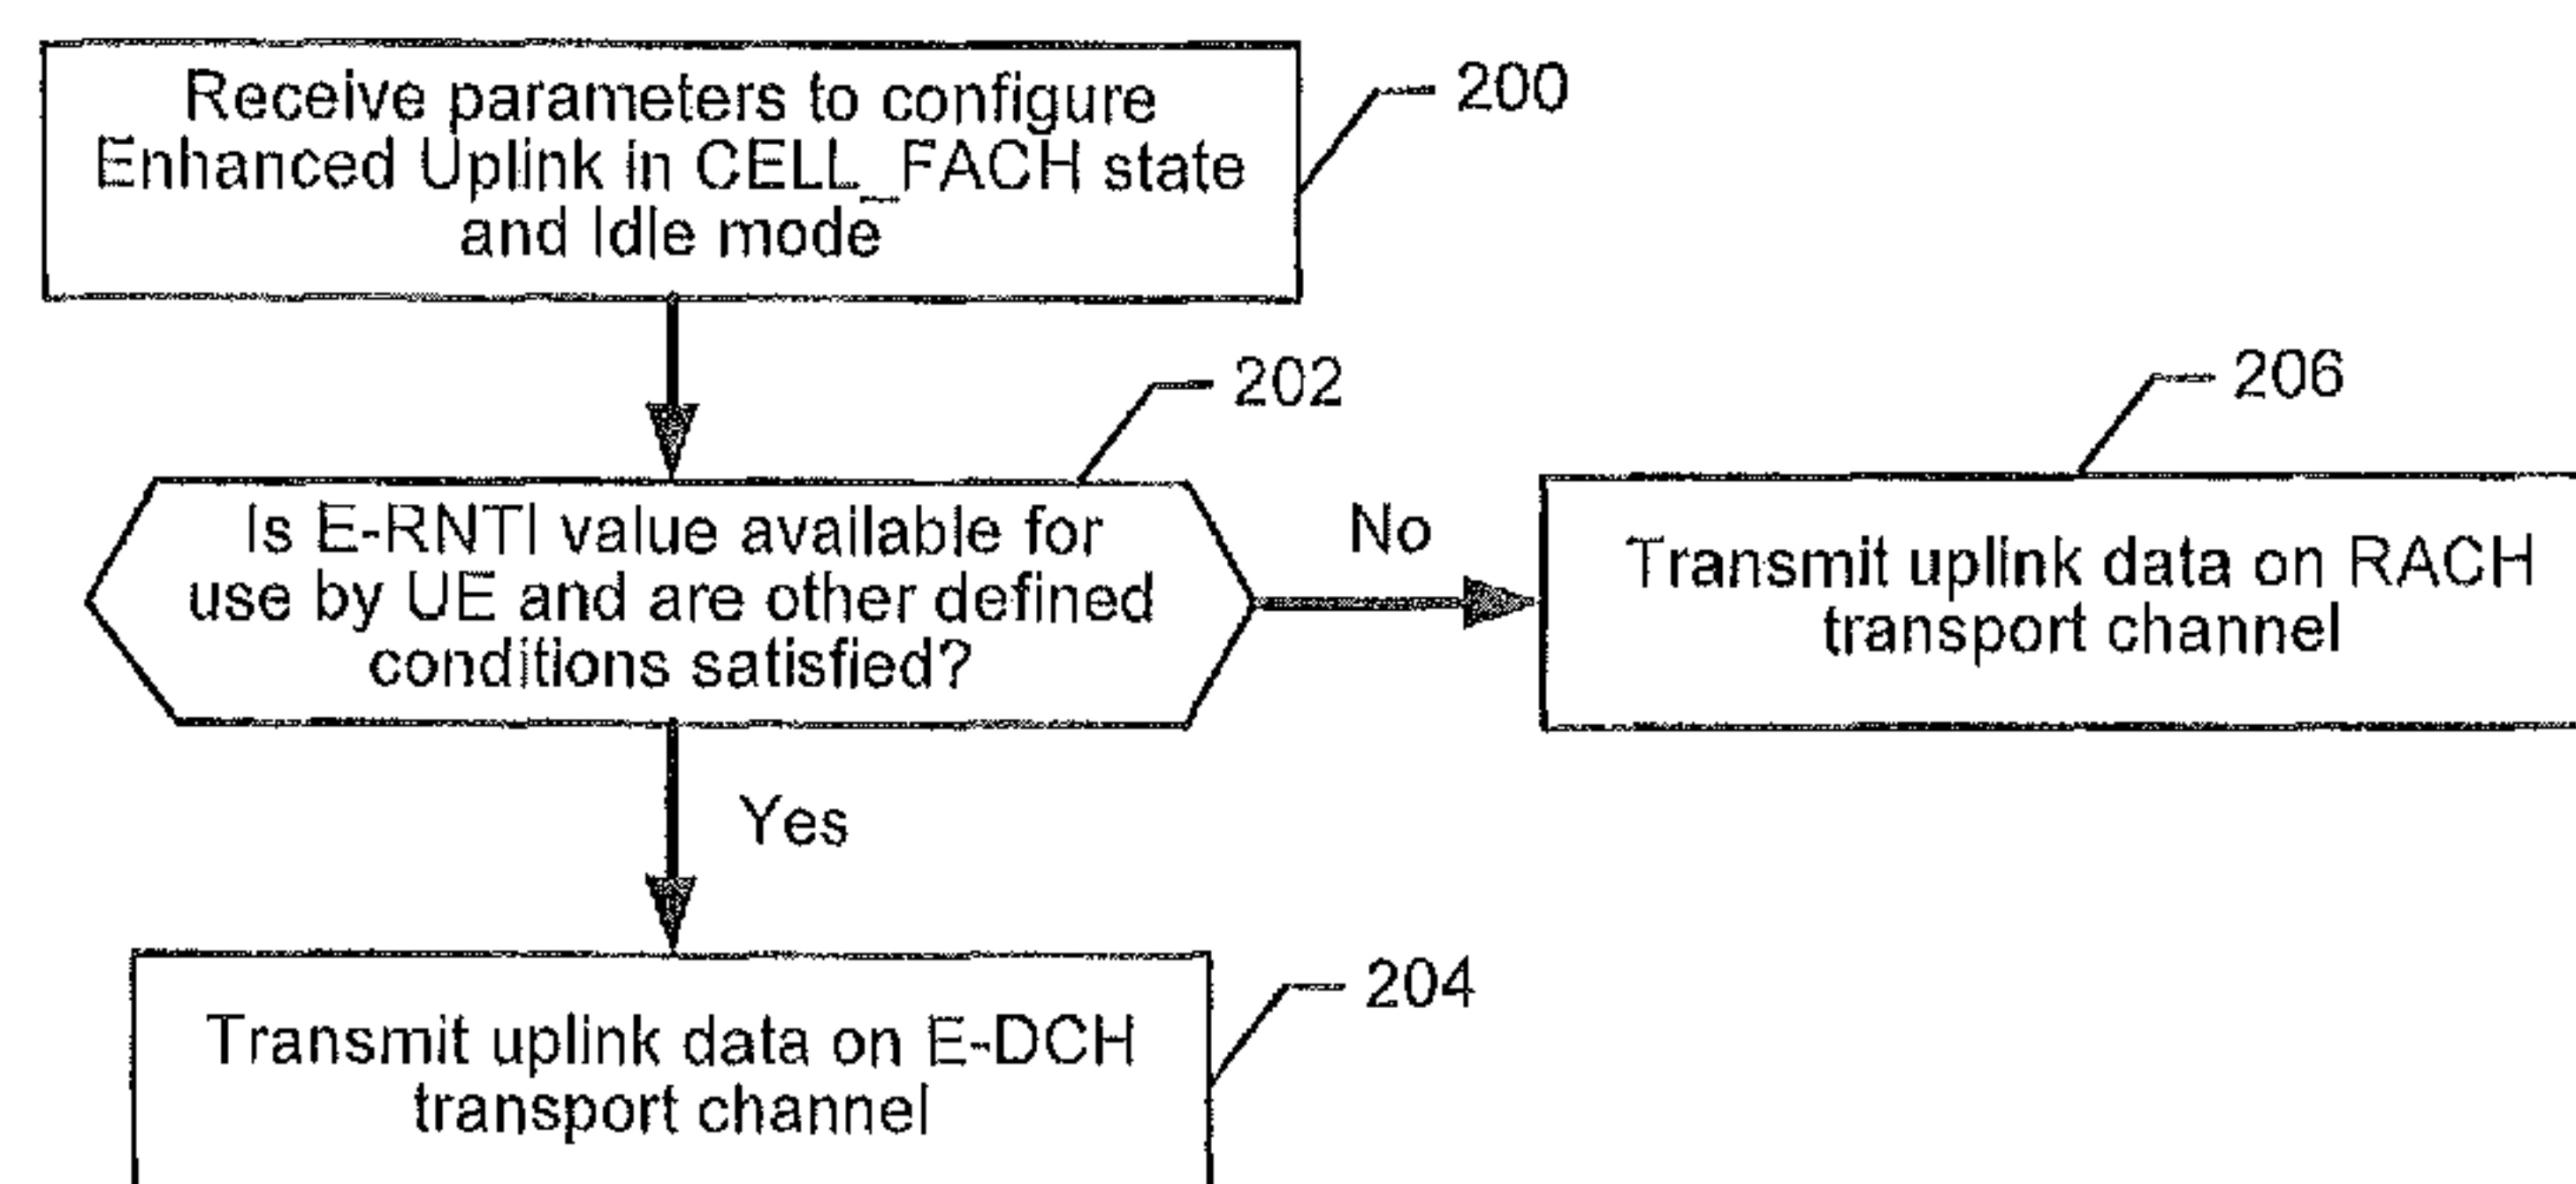 Receive parameters to configure
Enhanced Uplink in CELL_FACH state
and Idle mode
200
202
Is E-RNTI value available for
use by UE and are other defined
conditions satisfied?
No
206
Transmit uplink data on RACH
transport channel
Yes
204
Transmit uplink data on E-DCH
transport channel